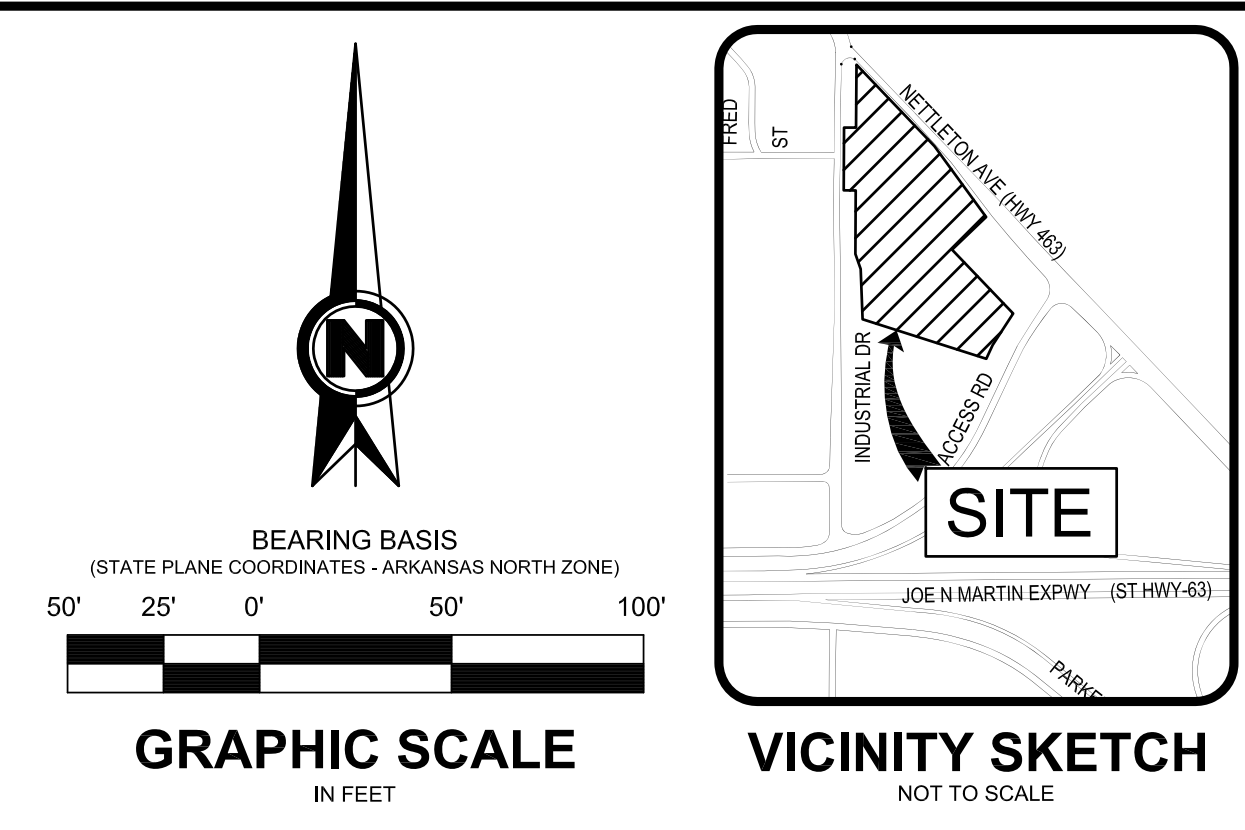 N
BEARING BASIS
(STATE PLANE COORDINATES - ARKANSAS NORTH ZONE)
50' 25' 0' 50' 100'
GRAPHIC SCALE
IN FEET
FRED
ST
NETTLETON AVE (HWY 463)
INDUSTRIAL DR
ACCESS RD
SITE
JOE N MARTIN EXPWY (ST HWY-63)
PARKE
VICINITY SKETCH
NOT TO SCALE